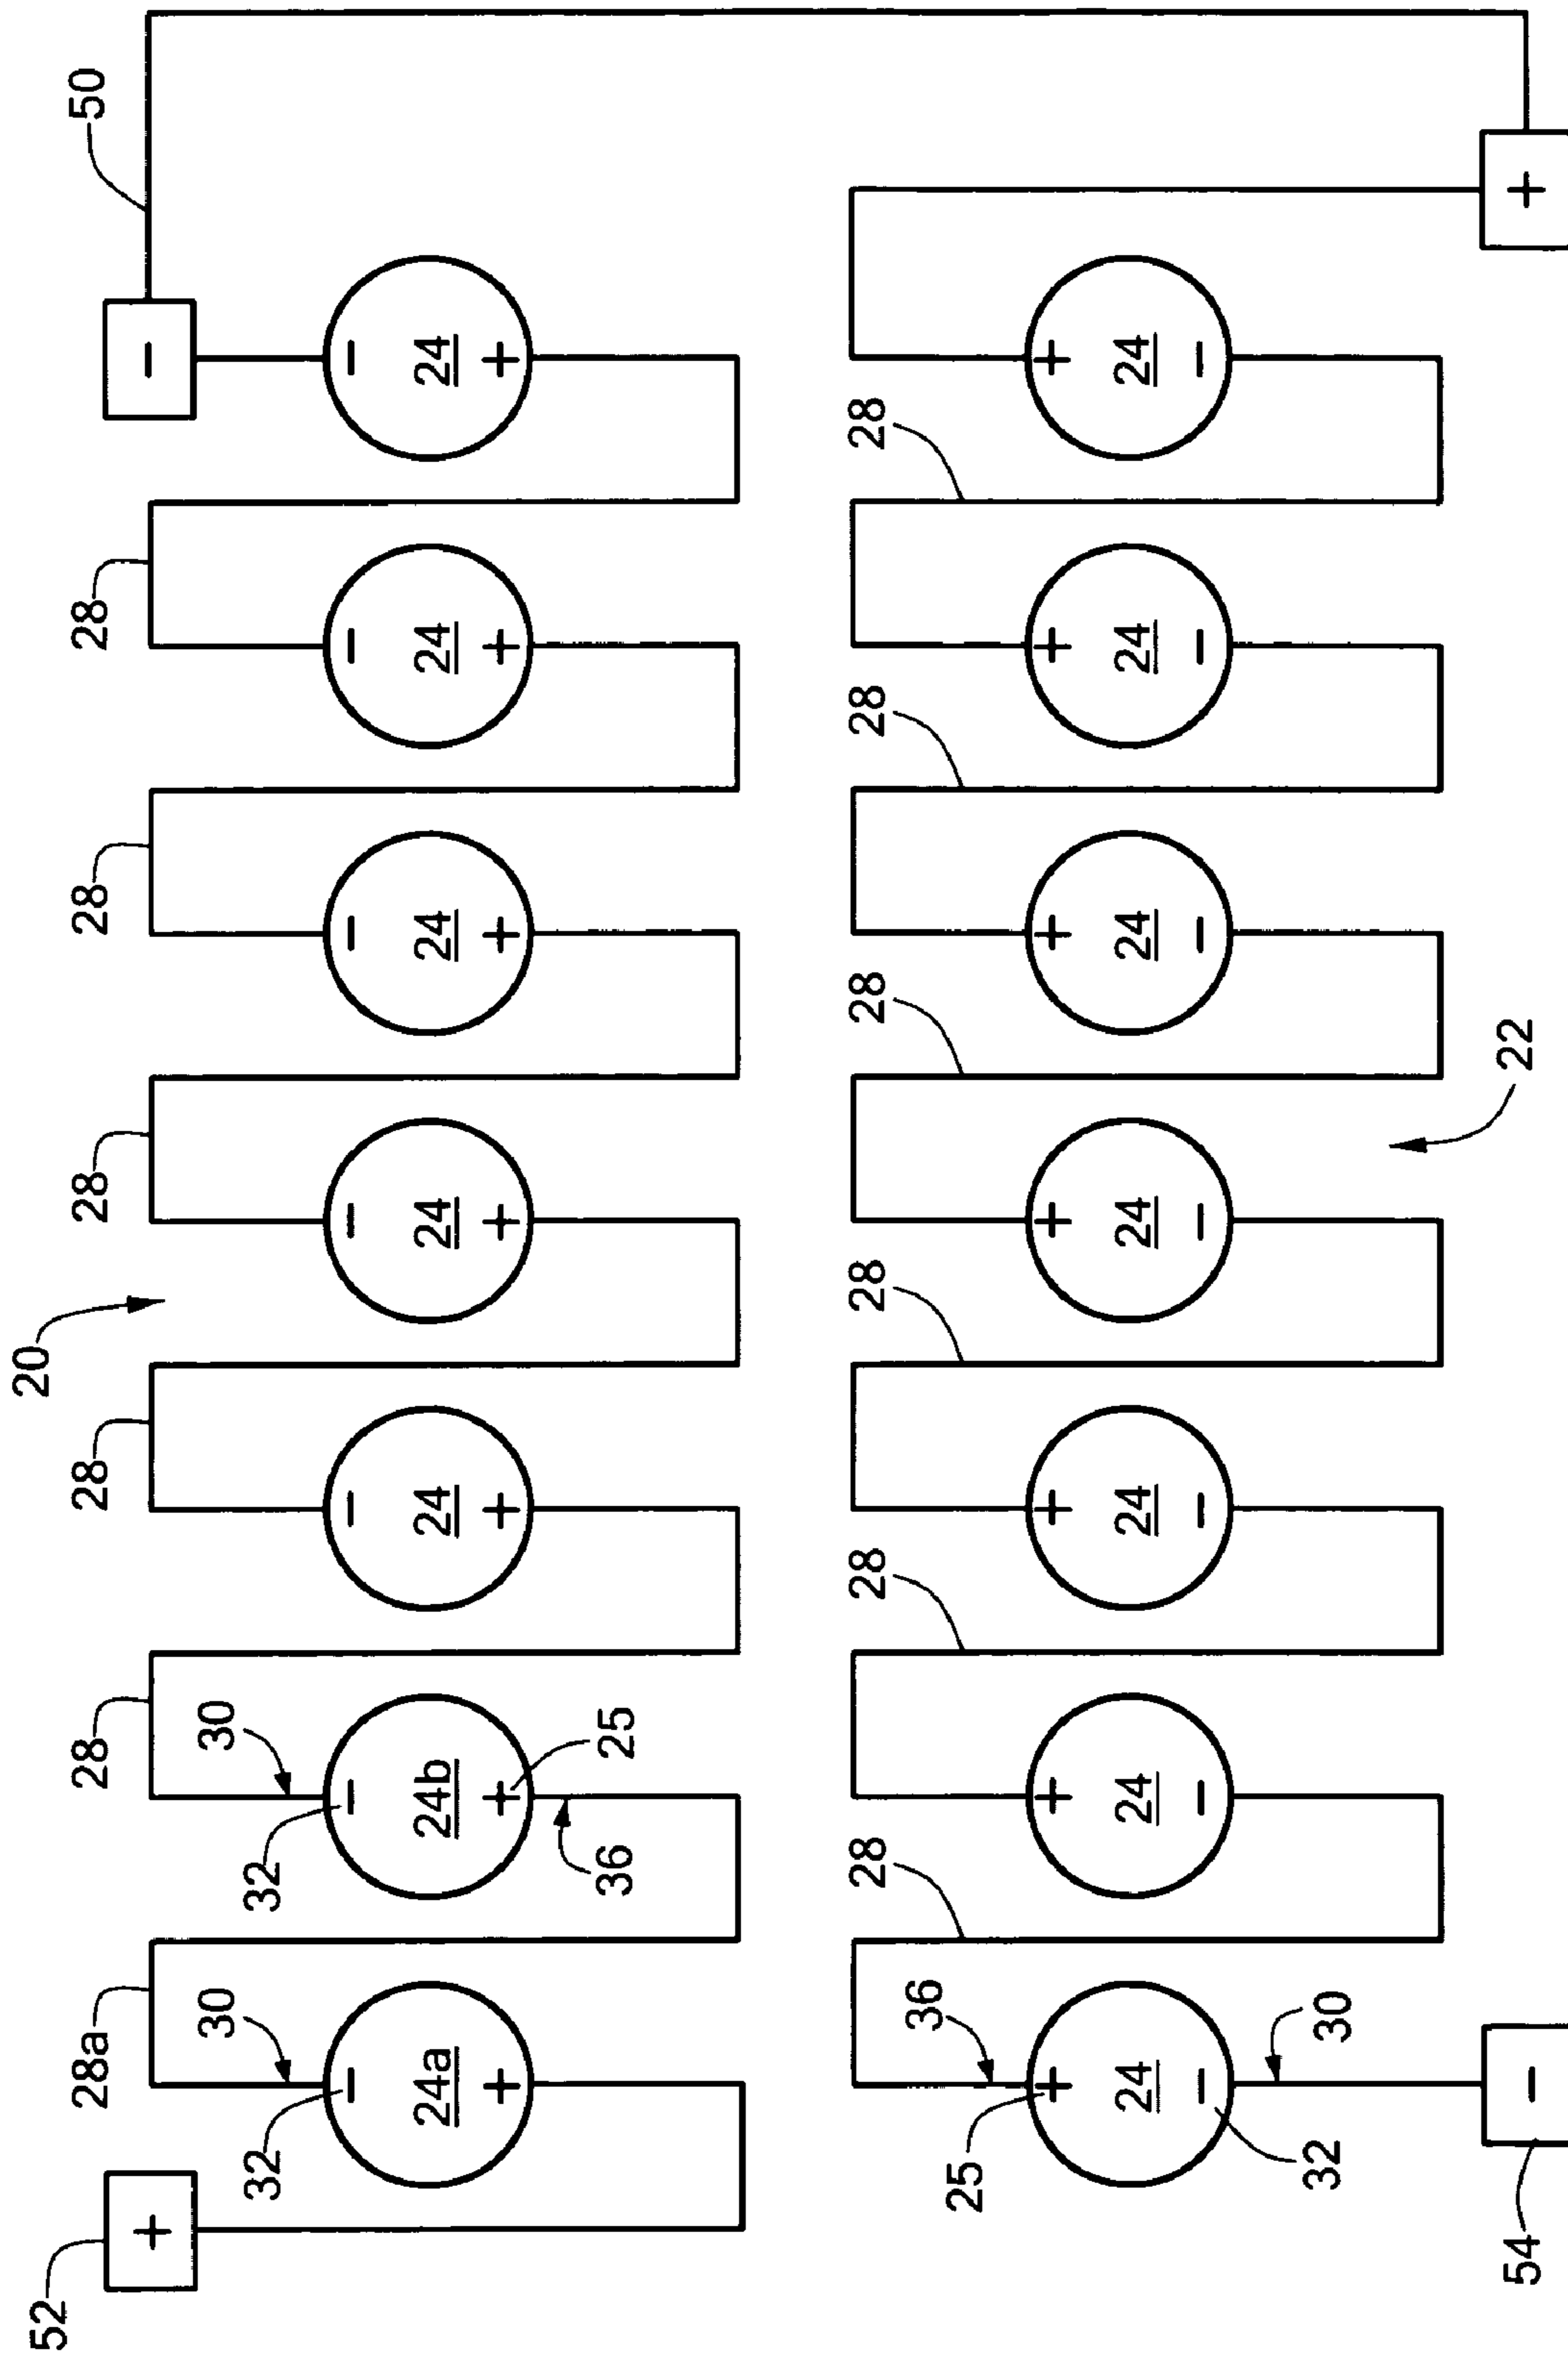 52 20
28a 28 28 28 28 28 50
+ −
30 30
32 32
− − − − − − −
24a 24b 24 24 24 24 24
+ + + + + + +
36 25
28 28 28 28 28 28
36
25
+ + + + + + +
24 24 24 24 24 24 24
− − − − − − −
32 30
54 − 22 +